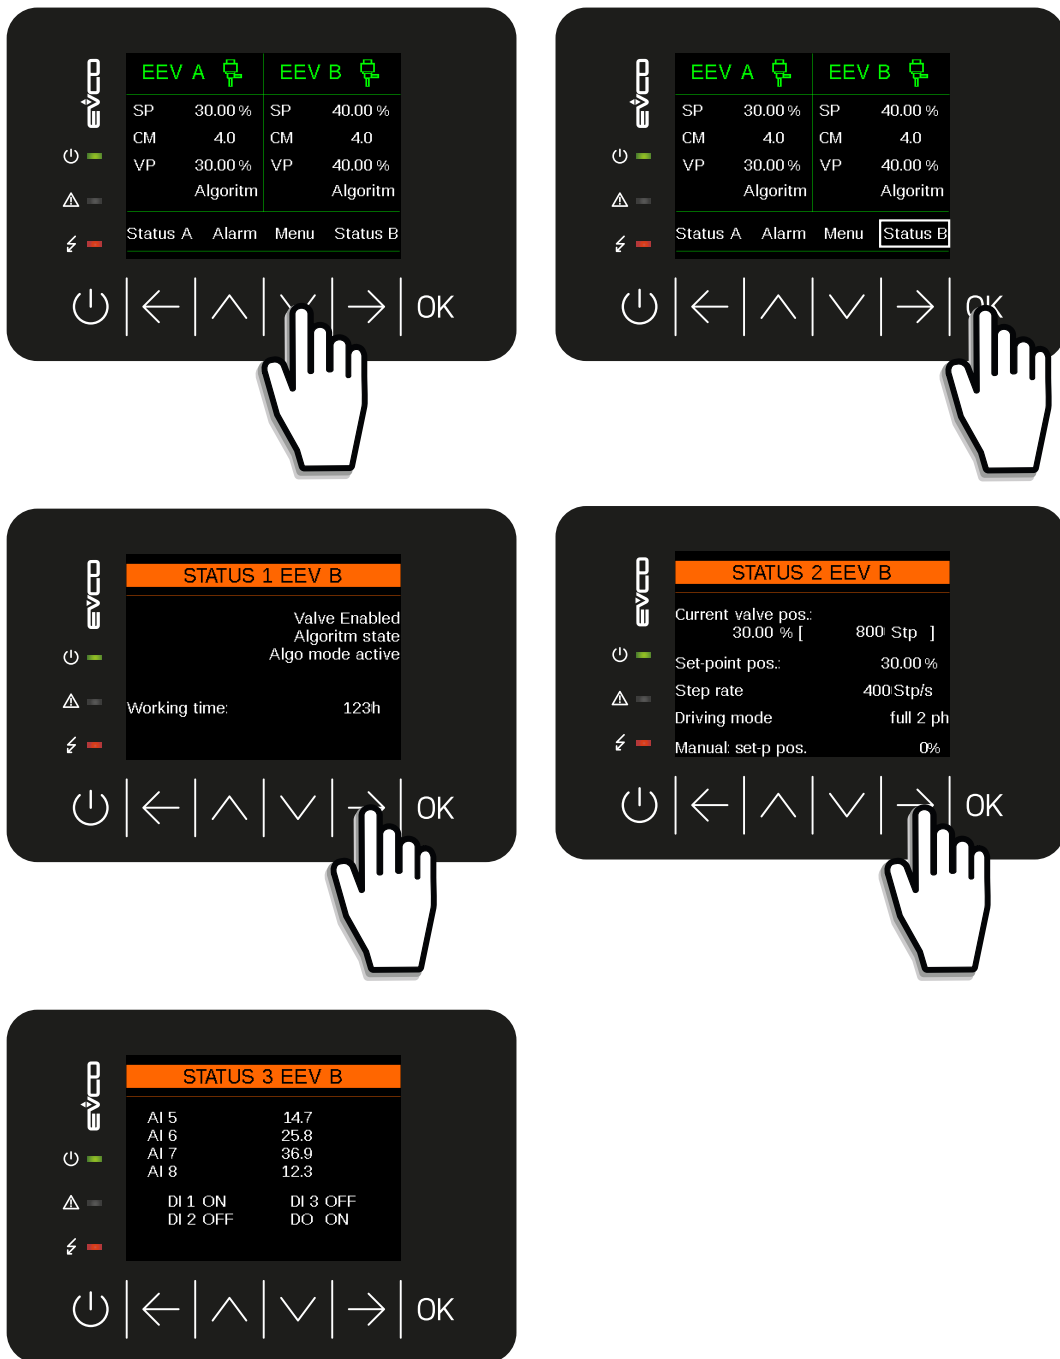 evco
EEV A EEV B
SP 30.00 % SP 40.00 %
CM 4.0 CM 4.0
VP 30.00 % VP 40.00 %
Algoritm Algoritm
Status A Alarm Menu Status B
OK
evco
EEV A EEV B
SP 30.00 % SP 40.00 %
CM 4.0 CM 4.0
VP 30.00 % VP 40.00 %
Algoritm Algoritm
Status A Alarm Menu Status B
OK
evco
STATUS 1 EEV B
Valve Enabled
Algoritm state
Algo mode active
Working time: 123h
OK
evco
STATUS 2 EEV B
Current valve pos.:
30.00 % [ 800 Stp ]
Set-point pos.: 30.00 %
Step rate 400 Stp/s
Driving mode full 2 ph
Manual: set-p pos. 0%
OK
evco
STATUS 3 EEV B
AI 5 14.7
AI 6 25.8
AI 7 36.9
AI 8 12.3
DI 1 ON DI 3 OFF
DI 2 OFF DO ON
OK